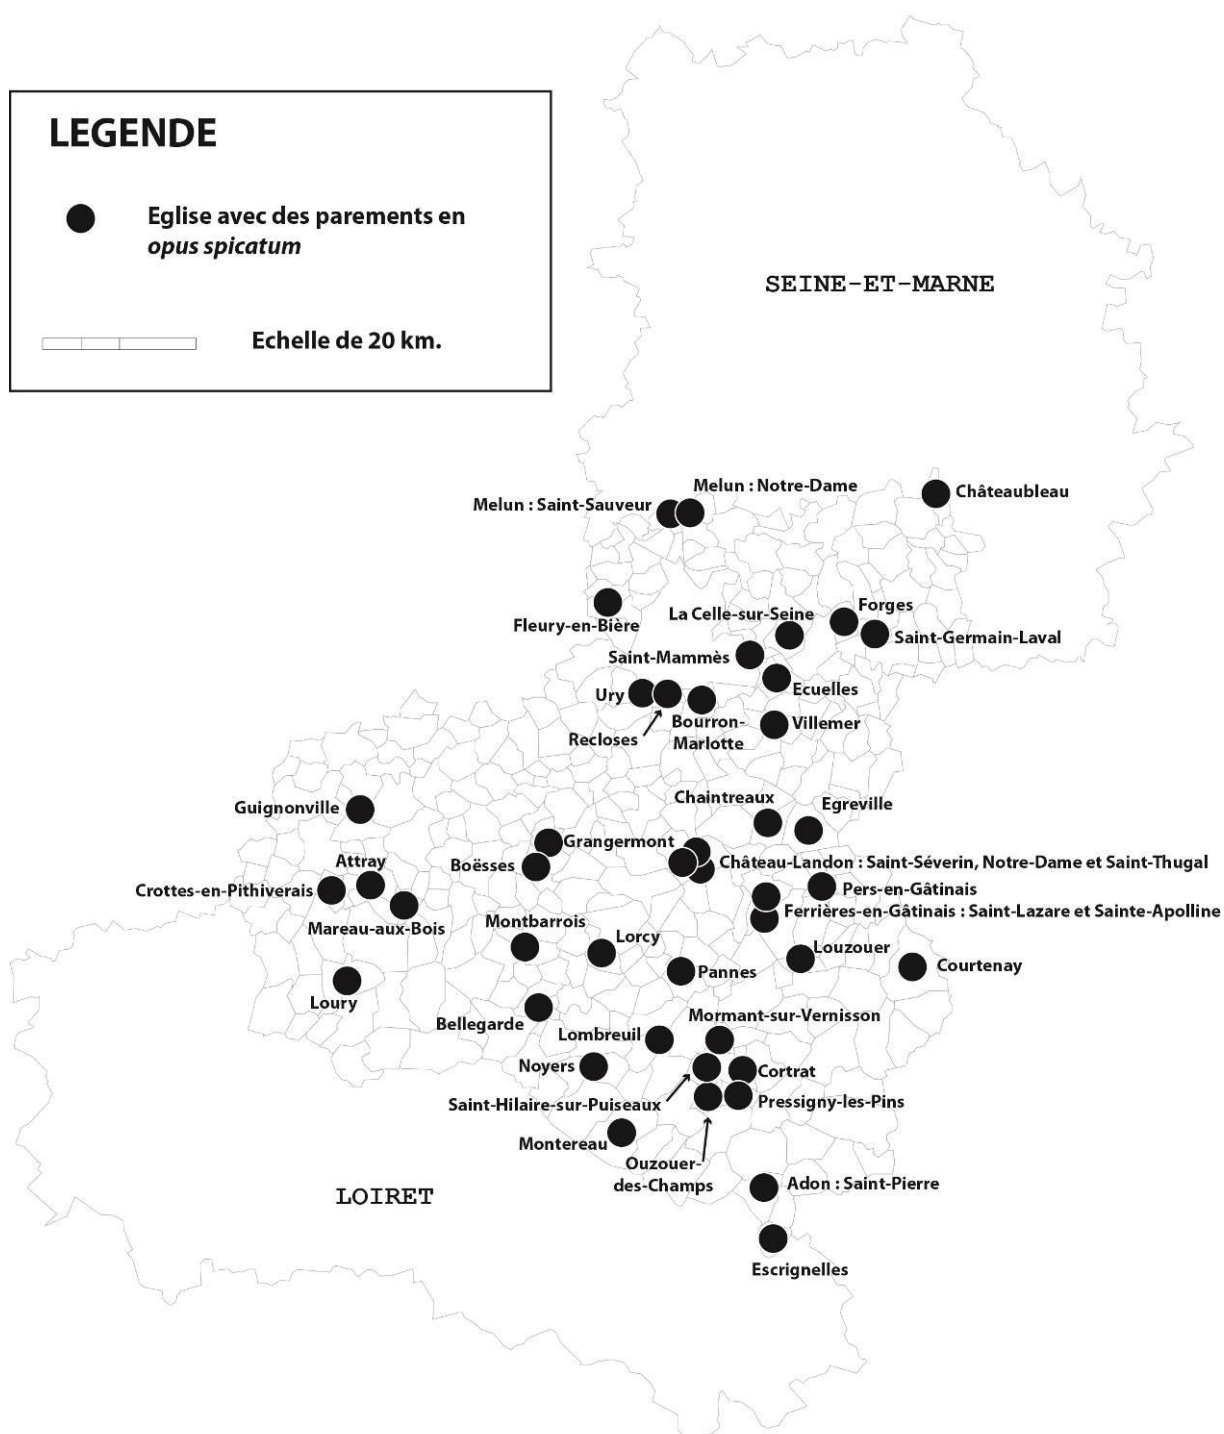 LEGENDE
Eglise avec des parements en
opus spicatum
Echelle de 20 km.
SEINE-ET-MARNE
Melun : Notre-Dame
Châteaubleau
Melun : Saint-Sauveur
Forges
La Celle-sur-Seine
Fleury-en-Bière
Saint-Germain-Laval
Saint-Mammès
Ecuelles
Ury
Bourron-
Marlotte
Villemer
Recloses
Chaintreaux
Egreville
Guignonville
Grangermont
Attray
Boësses
Château-Landon : Saint-Séverin, Notre-Dame et Saint-Thugal
Crottes-en-Pithiverais
Pers-en-Gâtinais
Ferrières-en-Gâtinais : Saint-Lazare et Sainte-Apolline
Mareau-aux-Bois
Montbarrois
Lorcy
Louzouer
Courtenay
Pannes
Loury
Mormant-sur-Vernisson
Bellegarde
Lombreuil
Noyers
Cortrat
Saint-Hilaire-sur-Puiseaux
Pressigny-les-Pins
Montereau
Ouzouer-
des-Champs
Adon : Saint-Pierre
LOIRET
Escrignelles